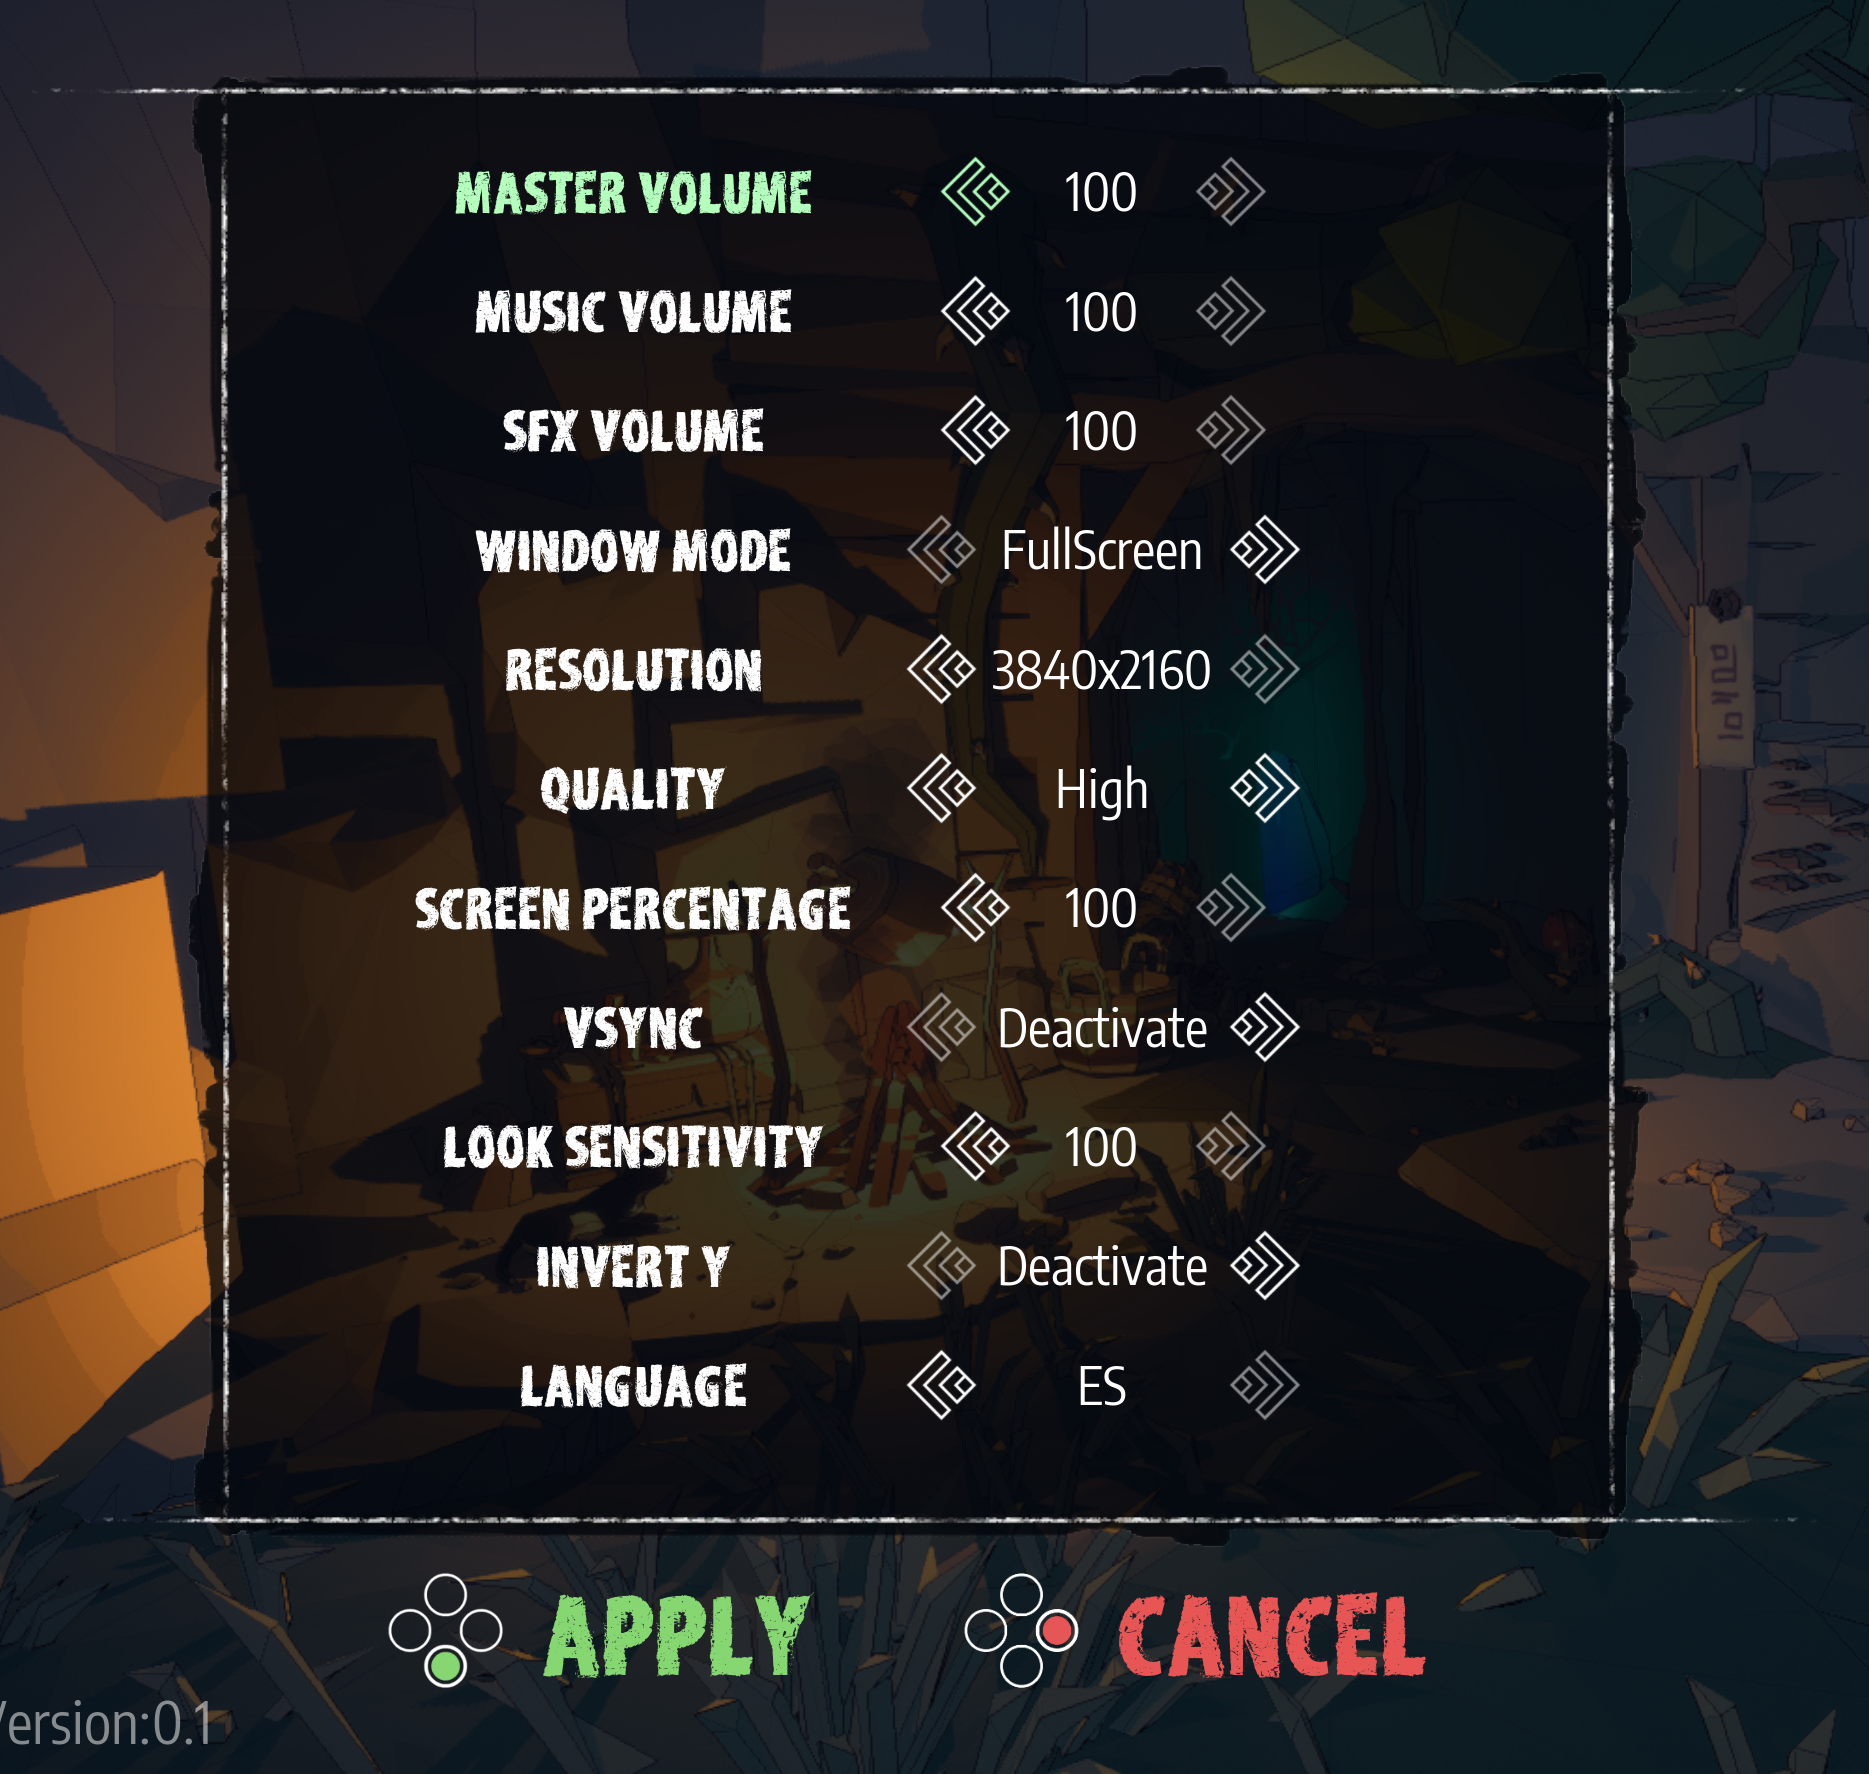 MASTER VOLUME 100
MUSIC VOLUME 100
SFX VOLUME 100
WINDOW MODE FullScreen
RESOLUTION 3840x2160
QUALITY High
SCREEN PERCENTAGE 100
VSYNC Deactivate
LOOK SENSITIVITY 100
INVERT Y Deactivate
LANGUAGE ES
APPLY CANCEL
Version:0.1